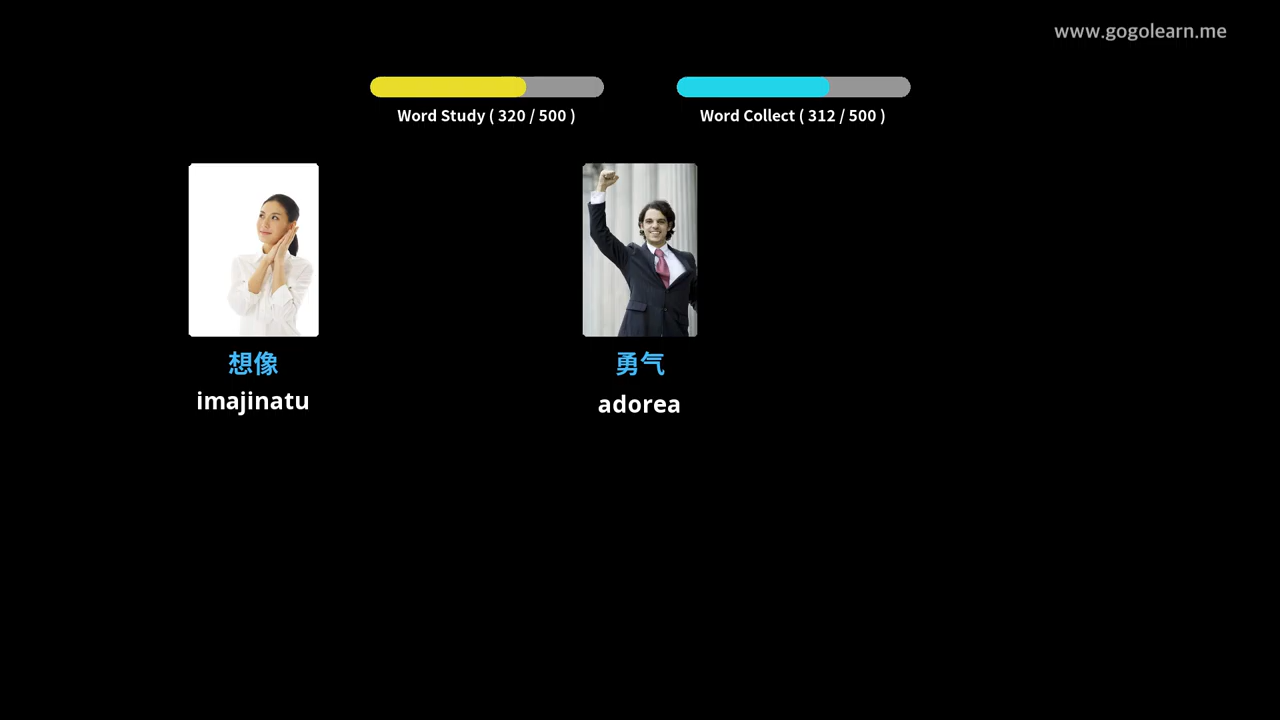 www.gogolearn.me
Word Study ( 320 / 500 )
Word Collect ( 312 / 500 )
想像
imajinatu
勇气
adorea